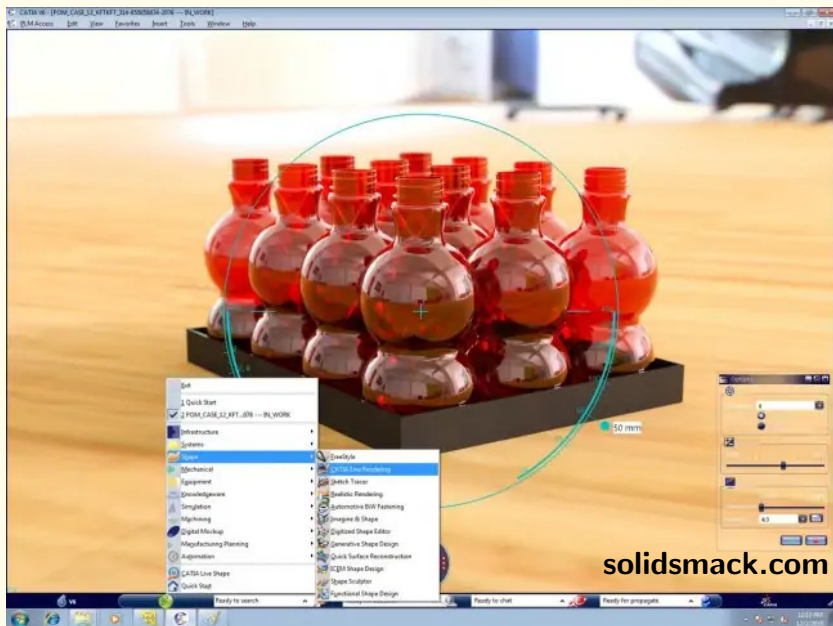 CATIA V6 - [POM_CASE_12_KFTKFT_
PLM Access Edit View Favorites Insert Tools Window Help
50 mm
Options
Exit
1 Quick Start
2 POM_CASE_12_KFT...078 --- IN_WORK
Infrastructure
Systems
Shape
Mechanical
Equipment
Knowledgeware
Simulation
Machining
Digital Mockup
Manufacturing Planning
Automation
CATIA Live Shape
Quick Start
FreeStyle
CATIA Live Rendering
Sketch Tracer
Realistic Rendering
Automotive BiW Fastening
Imagine & Shape
Digitized Shape Editor
Generative Shape Design
Quick Surface Reconstruction
ICEM Shape Design
Shape Sculptor
Functional Shape Design
solidsmack.com
V6 Ready to search Ready to chat Ready for propagate